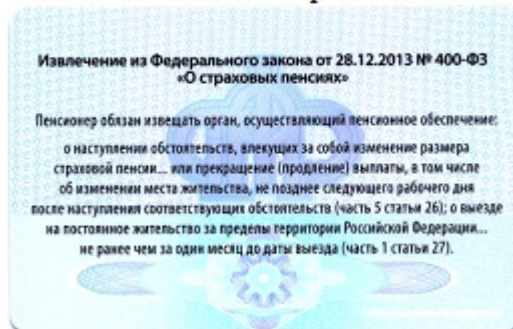 Извлечение из Федерального закона от 28.12.2013 № 400-ФЗ
«О страховых пенсиях»
Пенсионер обязан извещать орган, осуществляющий пенсионное обеспечение:
о наступлении обстоятельств, влекущих за собой изменение размера
страховой пенсии... или прекращение (продление) выплаты, в том числе
об изменении места жительства, не позднее следующего рабочего дня
после наступления соответствующих обстоятельств (часть 5 статьи 26); о выезде
на постоянное жительство за пределы территории Российской Федерации...
не ранее чем за один месяц до даты выезда (часть 1 статьи 27).